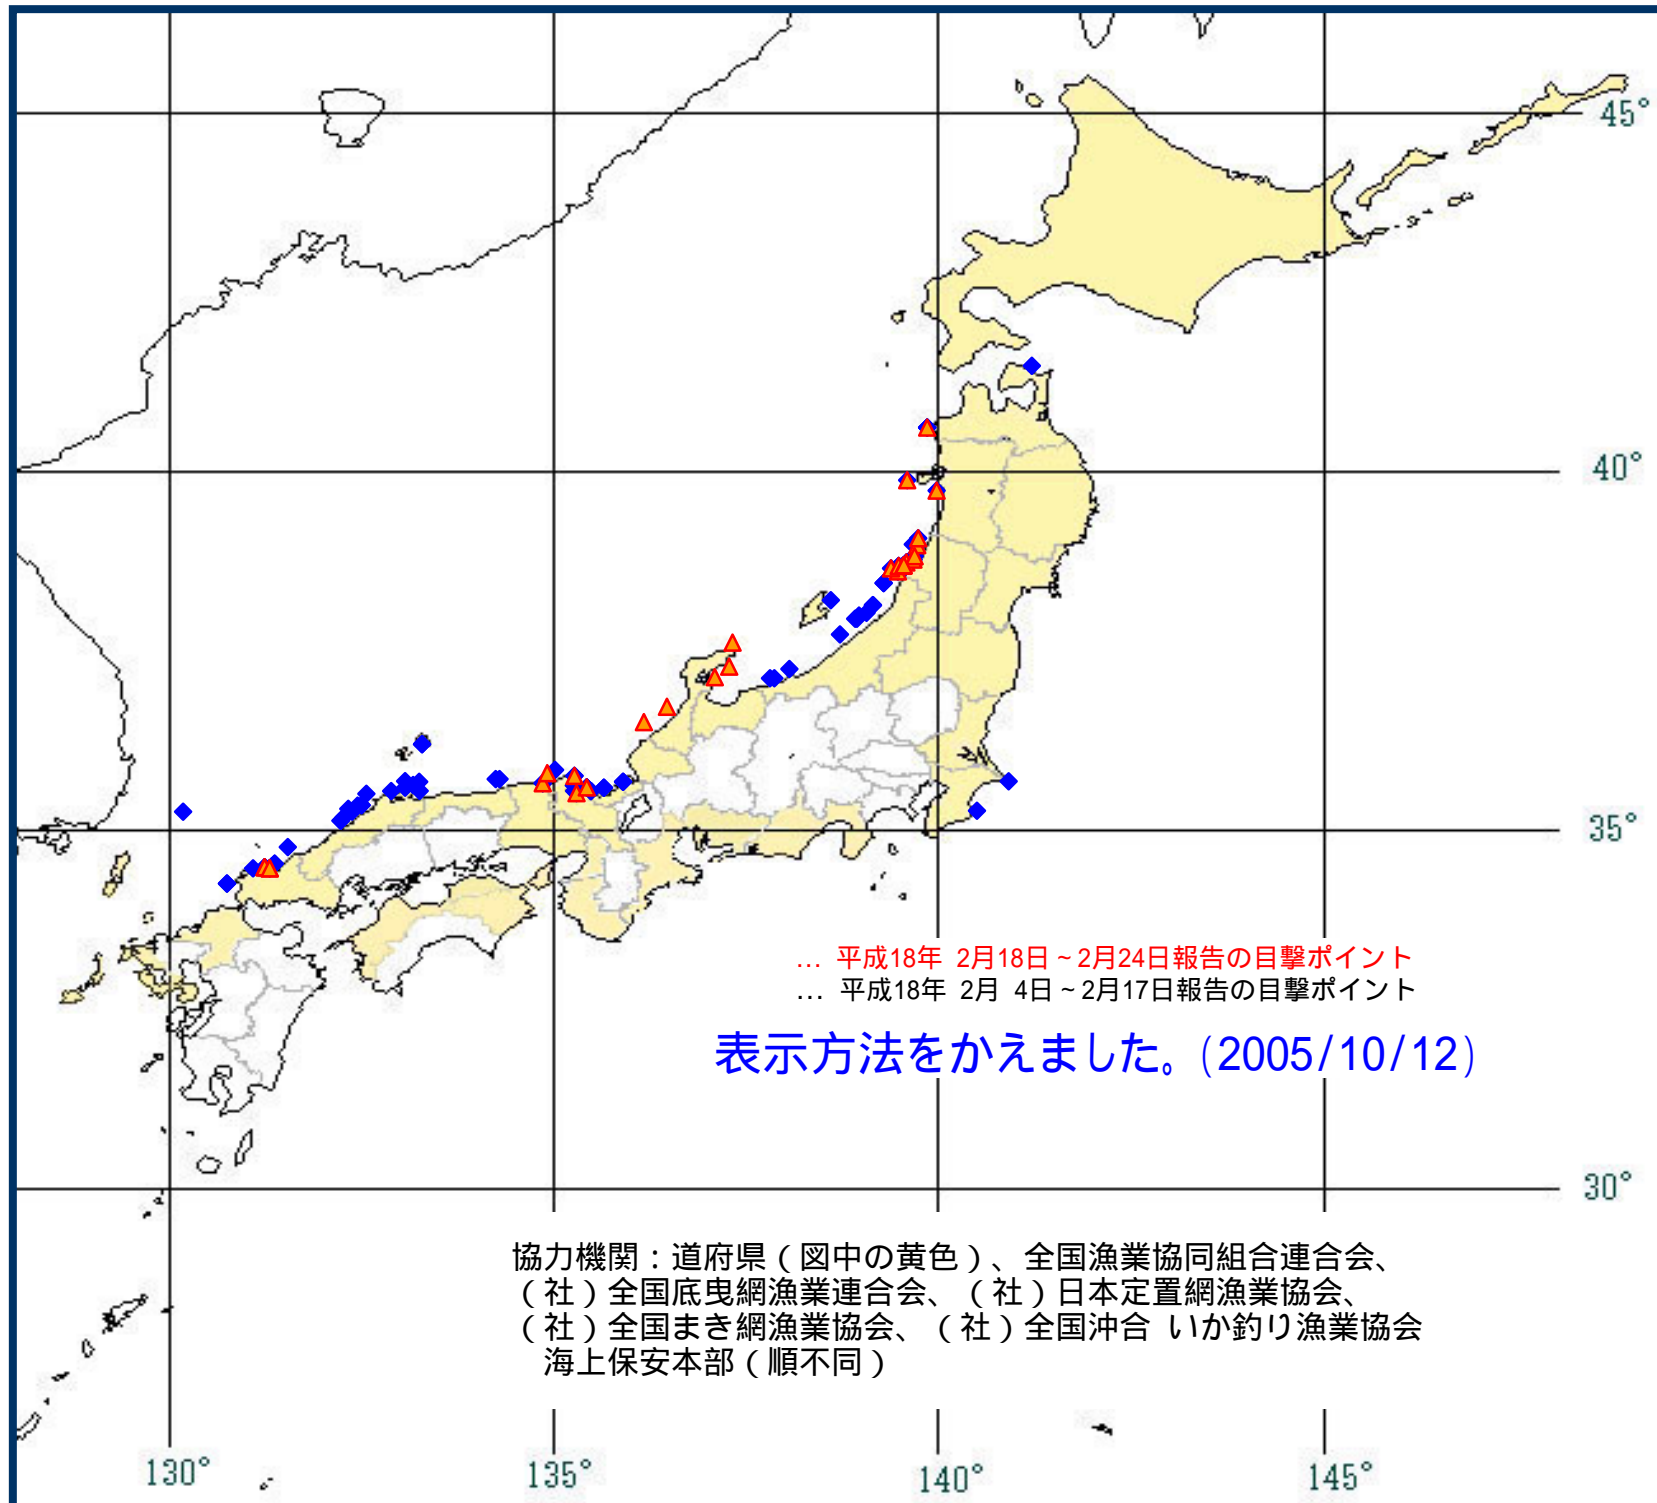 45°
40°
35°
… 平成18年 2月18日～2月24日報告の目撃ポイント
… 平成18年 2月 4日～2月17日報告の目撃ポイント
表示方法をかえました。(2005/10/12)
30°
協力機関：道府県（図中の黄色）、全国漁業協同組合連合会、
（社）全国底曳網漁業連合会、（社）日本定置網漁業協会、
（社）全国まき網漁業協会、（社）全国沖合 いか釣り漁業協会
海上保安本部（順不同）
130° 135° 140° 145°